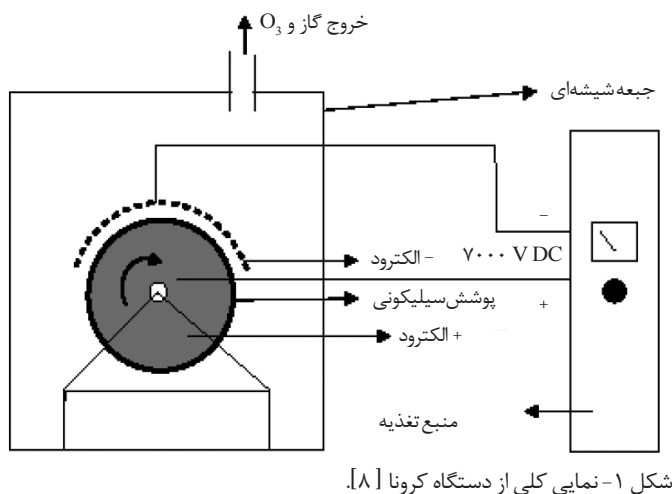 خروج گاز و O₃
جبعه شیشه‌ای
–
– الکترود
۷۰۰۰ V DC
پوشش سیلیکونی
+
+ الکترود
منبع تغذیه
شکل ۱- نمایی کلی از دستگاه کرونا [۸].